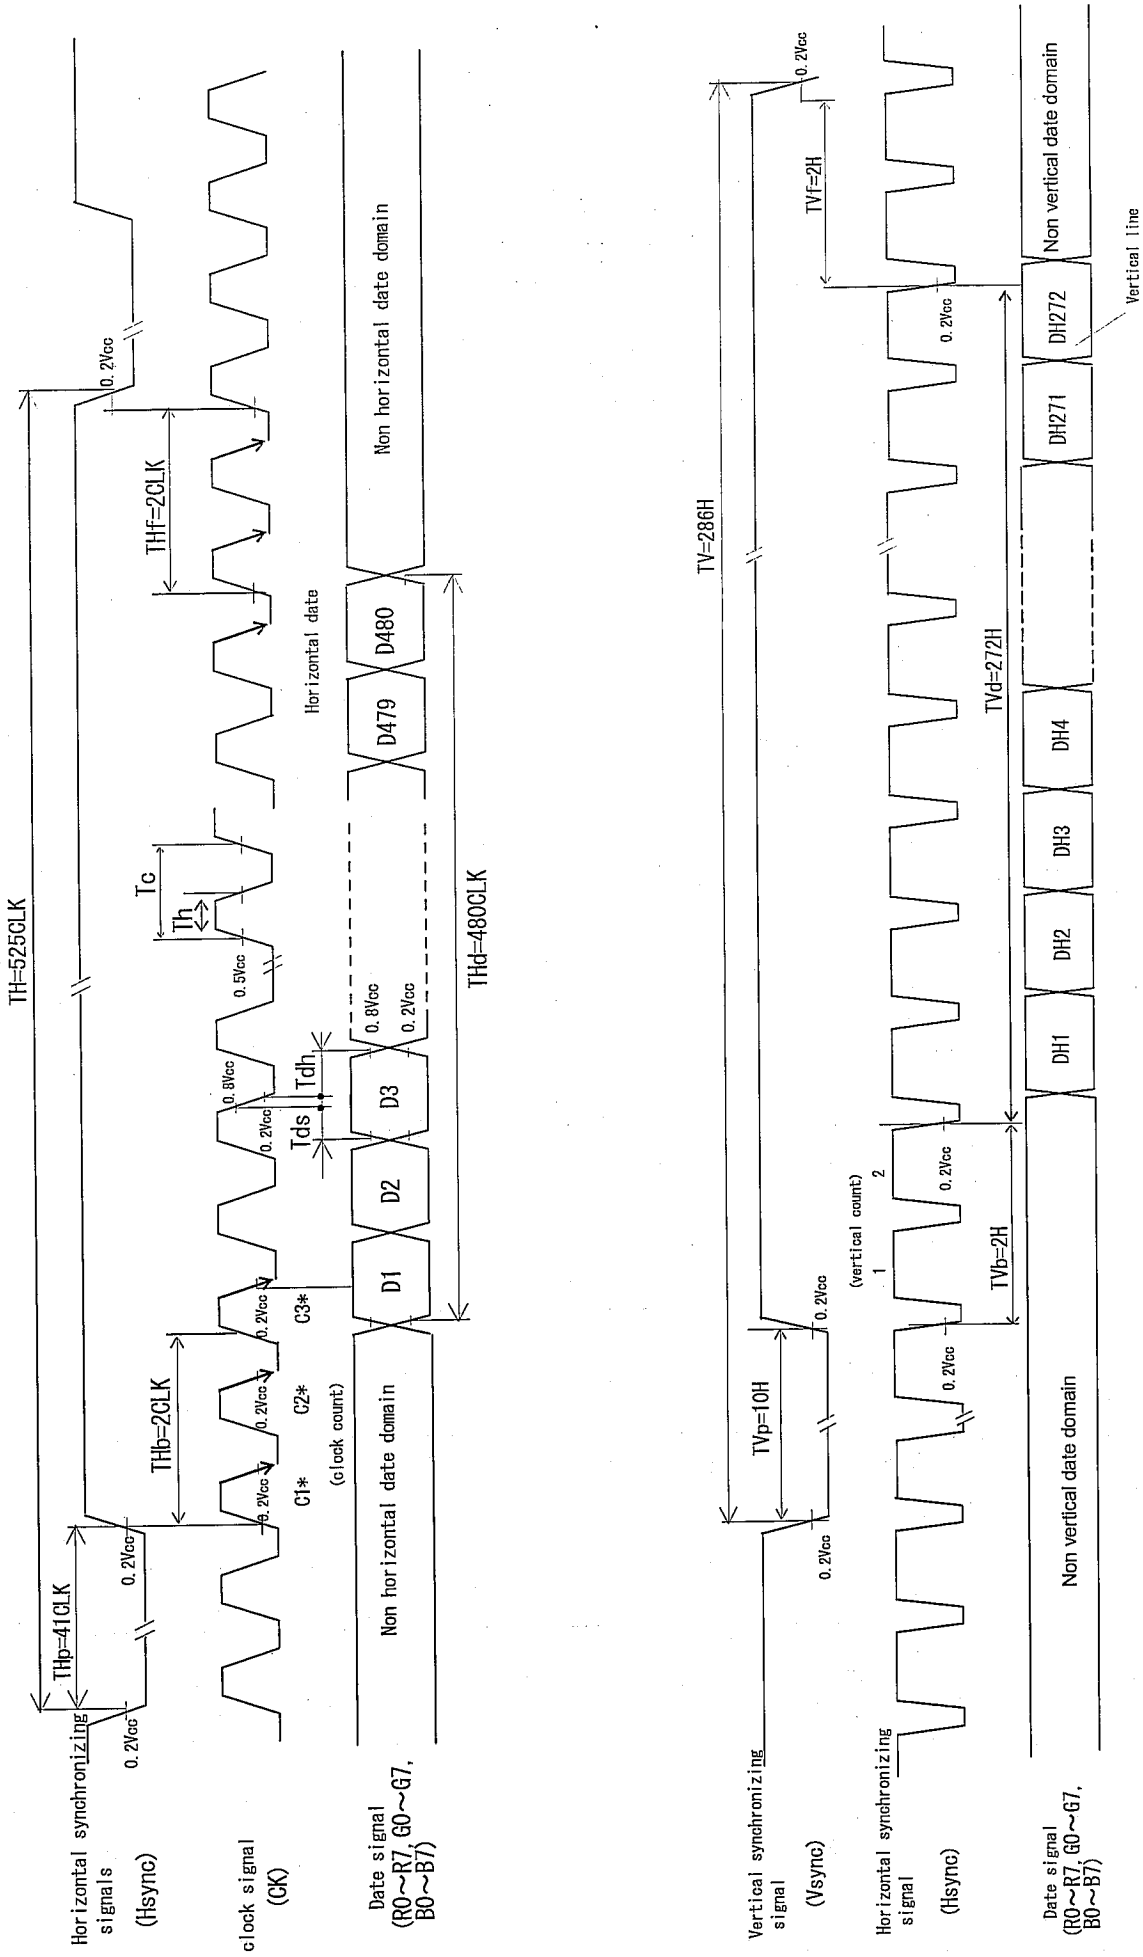 TH=525CLK
THp=41CLK
Horizontal synchronizing
signals
(Hsync)
0.2Vcc
0.2Vcc
0.2Vcc
THb=2CLK
THf=2CLK
clock signal
(CK)
0.2Vcc
0.2Vcc
0.2Vcc
0.2Vcc
0.8Vcc
0.5Vcc
Th
Tc
C1*
C2*
C3*
(clock count)
Tds
Tdh
Horizontal date
Date signal
(R0～R7, G0～G7,
B0～B7)
Non horizontal date domain
D1
D2
D3
0.8Vcc
0.2Vcc
D479
D480
Non horizontal date domain
THd=480CLK
TV=286H
Vertical synchronizing
signal
(Vsync)
0.2Vcc
TVp=10H
0.2Vcc
0.2Vcc
TVf=2H
(vertical count)
1
2
Horizontal synchronizing
signal
(Hsync)
0.2Vcc
0.2Vcc
0.2Vcc
TVb=2H
TVd=272H
Date signal
(R0～R7, G0～G7,
B0～B7)
Non vertical date domain
DH1
DH2
DH3
DH4
DH271
DH272
Non vertical date domain
Vertical line